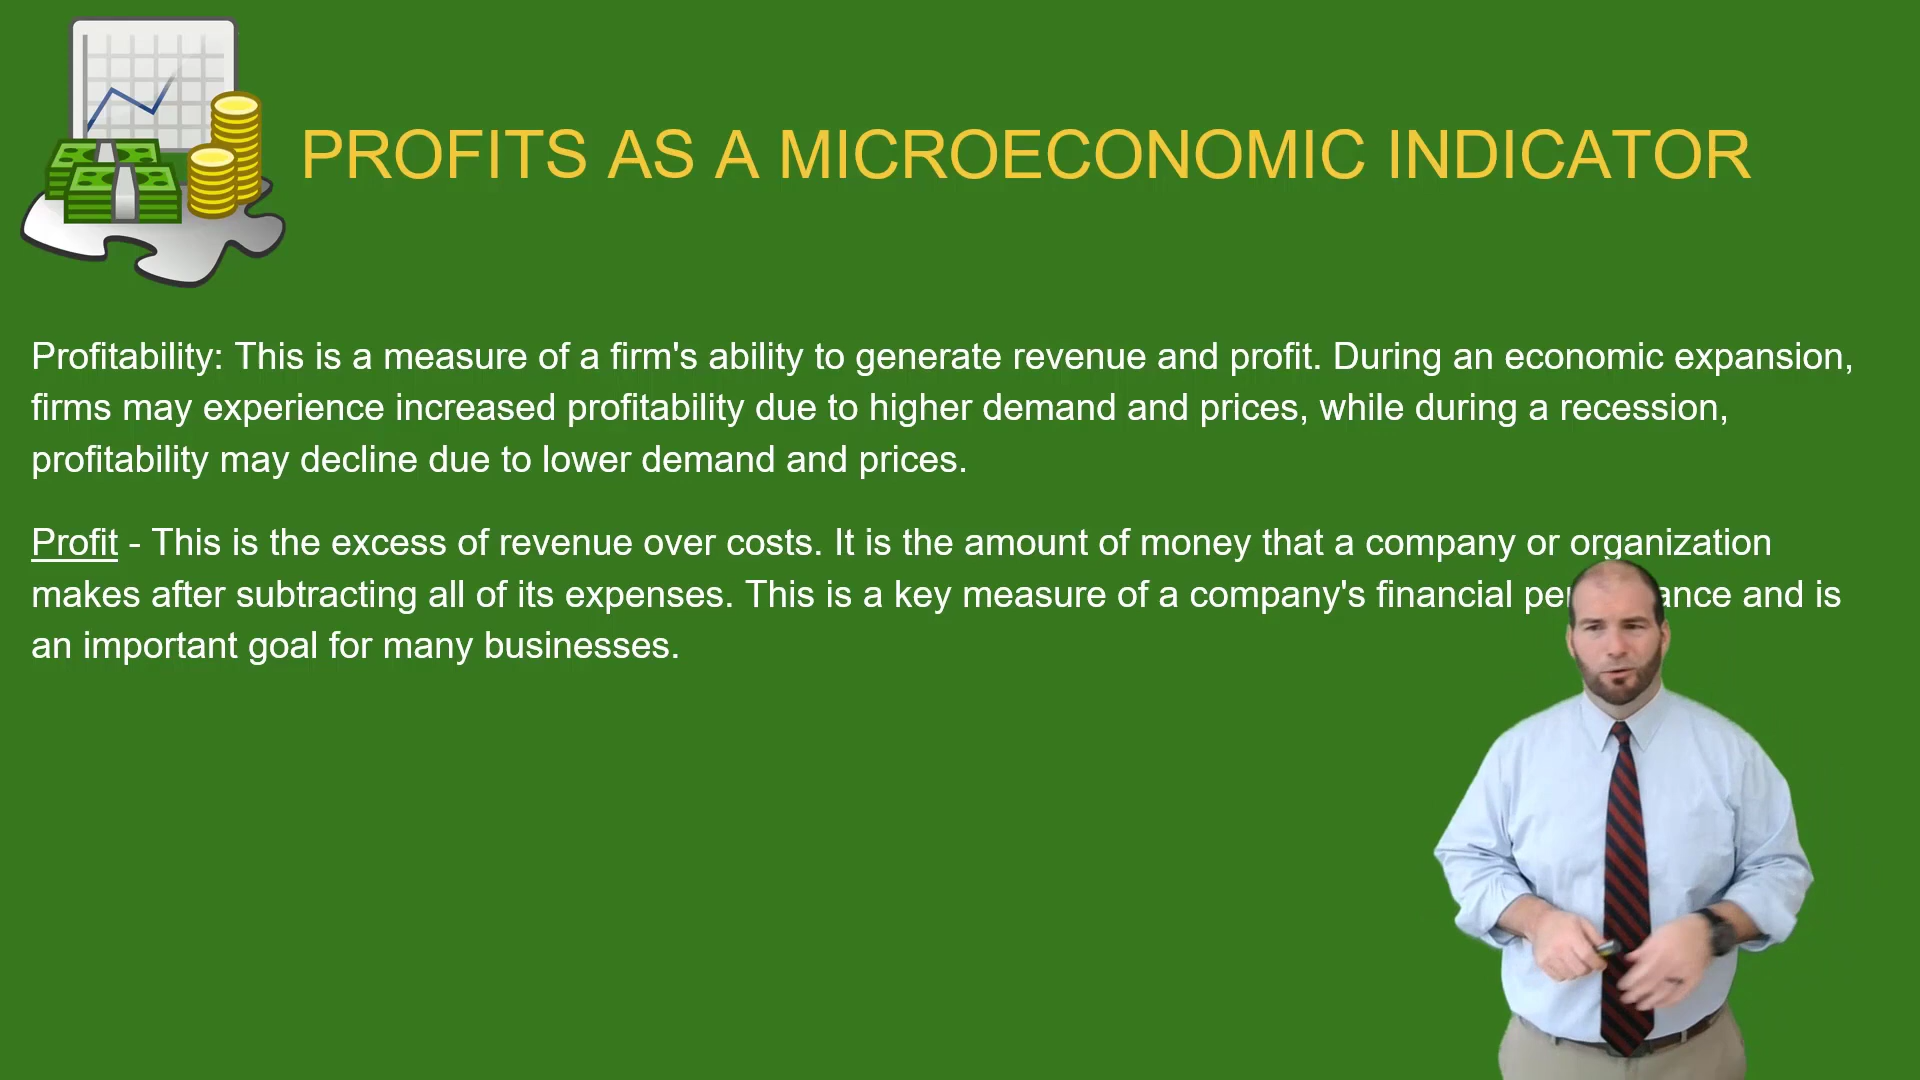 PROFITS AS A MICROECONOMIC INDICATOR
Profitability: This is a measure of a firm's ability to generate revenue and profit. During an economic expansion,
firms may experience increased profitability due to higher demand and prices, while during a recession,
profitability may decline due to lower demand and prices.
Profit - This is the excess of revenue over costs. It is the amount of money that a company or organization
makes after subtracting all of its expenses. This is a key measure of a company's financial and is
an important goal for many businesses.